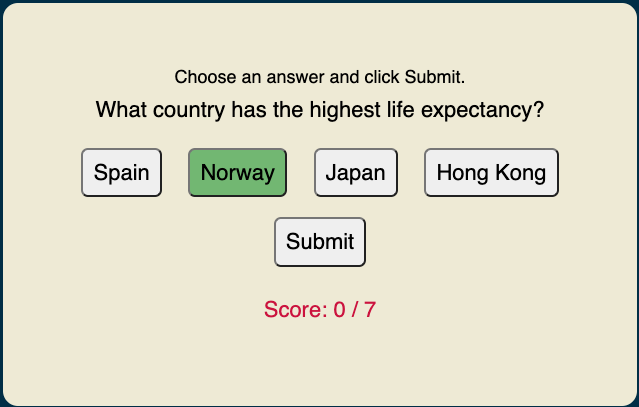 Choose an answer and click Submit.
What country has the highest life expectancy?
Spain Norway Japan Hong Kong
Submit
Score: 0 / 7